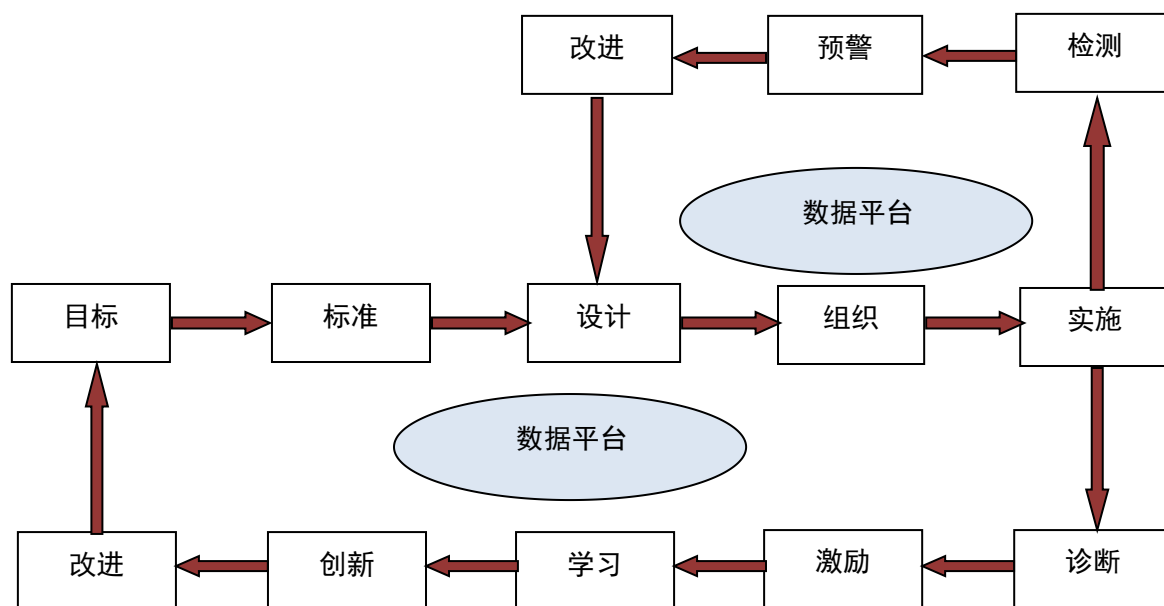 改进
预警
检测
数据平台
目标
标准
设计
组织
实施
数据平台
改进
创新
学习
激励
诊断